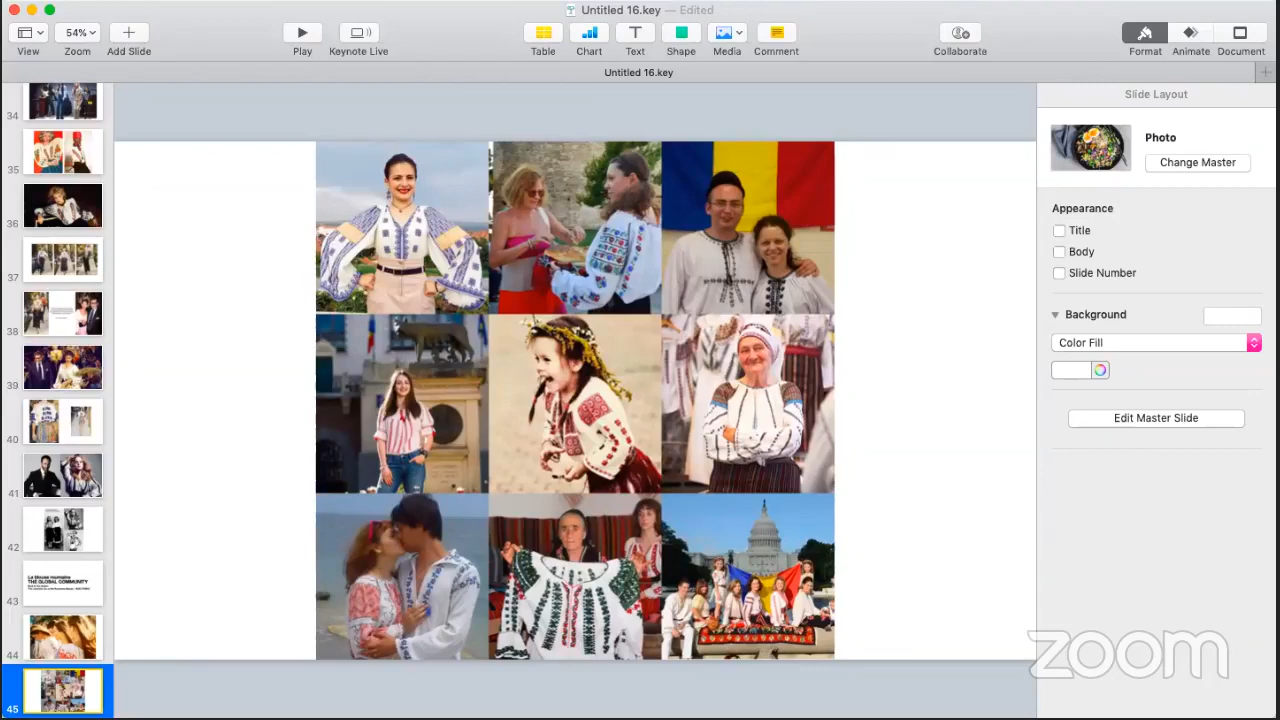 Untitled 16.key — Edited
54%
View
Zoom
Add Slide
Play
Keynote Live
Table
Chart
Text
Shape
Media
Comment
Collaborate
Format
Animate
Document
Untitled 16.key
34
35
36
37
38
39
40
41
42
43
44
45
La blouse roumaine
THE GLOBAL COMMUNITY
Slide Layout
Photo
Change Master
Appearance
Title
Body
Slide Number
Background
Color Fill
Edit Master Slide
zoom